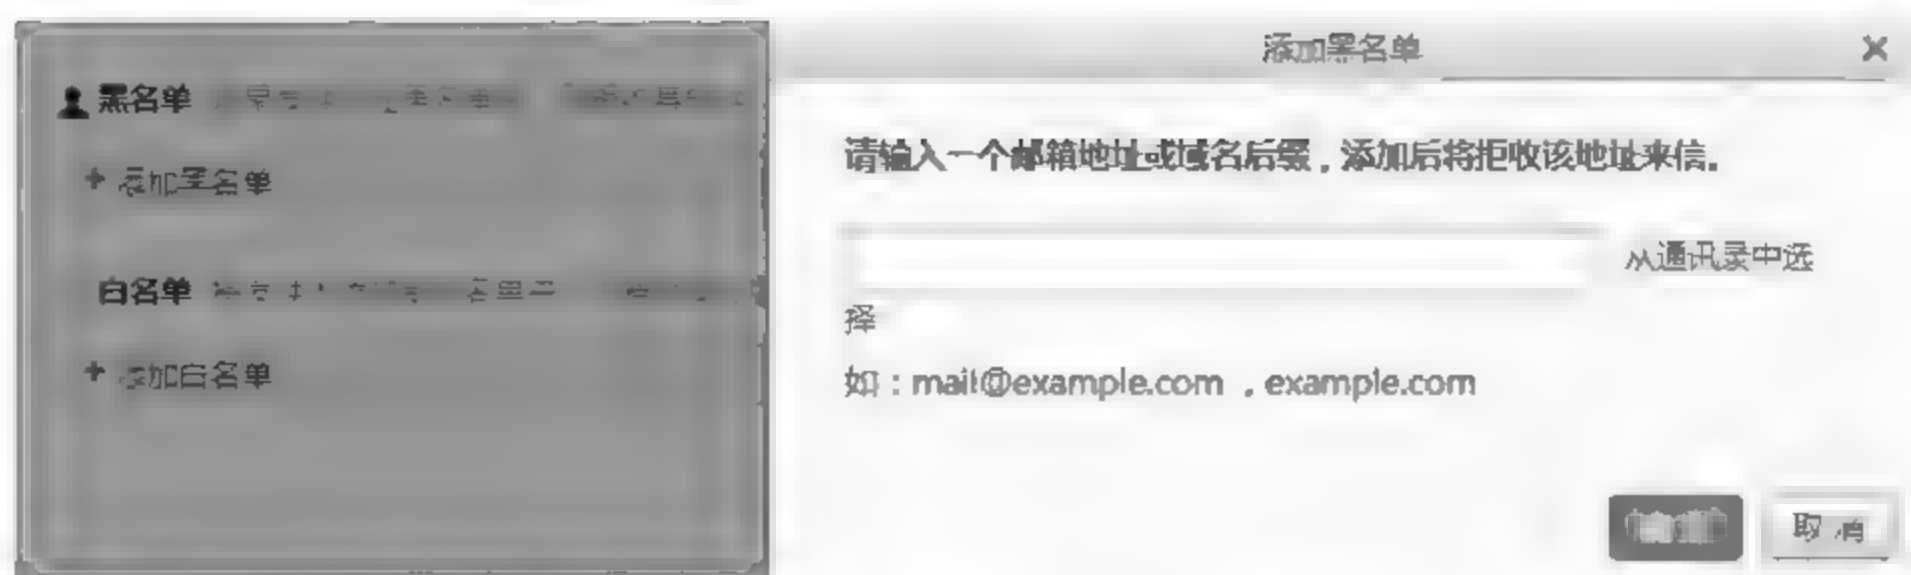 黑名单
+ 添加黑名单
白名单
+ 添加白名单
添加黑名单 ×
请输入一个邮箱地址或域名后缀，添加后将拒收该地址来信。
从通讯录中选
择
如：mail@example.com ，example.com
取消